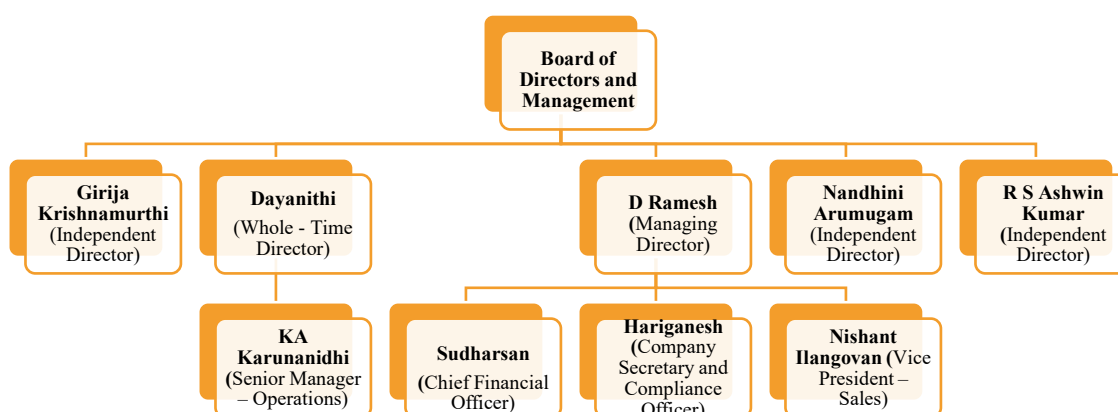 Board of
Directors and
Management
Girija
Krishnamurthi
(Independent
Director)
Dayanithi
(Whole - Time
Director)
D Ramesh
(Managing
Director)
Nandhini
Arumugam
(Independent
Director)
R S Ashwin
Kumar
(Independent
Director)
KA
Karunanidhi
(Senior Manager
– Operations)
Sudharsan
(Chief Financial
Officer)
Hariganesh
(Company
Secretary and
Compliance
Officer)
Nishant
Ilangovan (Vice
President –
Sales)